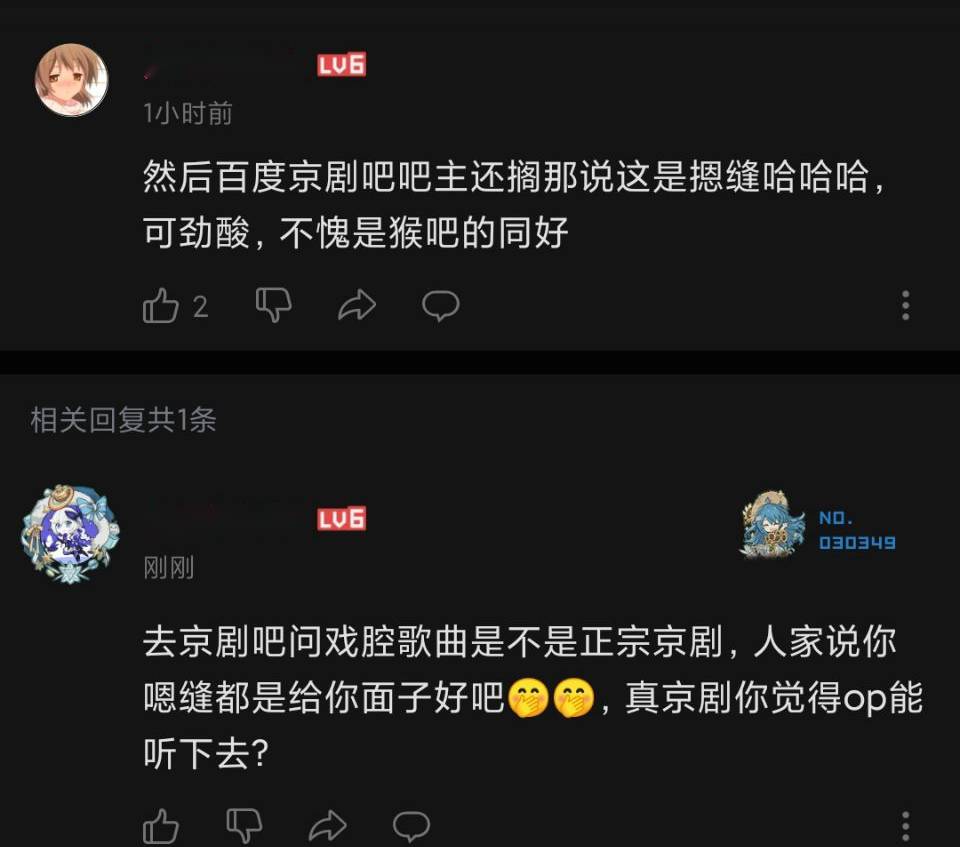 LV6
1小时前
然后百度京剧吧吧主还搁那说这是摁缝哈哈哈，
可劲酸，不愧是猴吧的同好
2
相关回复共1条
LV6
NO.
030349
刚刚
去京剧吧问戏腔歌曲是不是正宗京剧，人家说你
嗯缝都是给你面子好吧🤭🤭，真京剧你觉得op能
听下去?